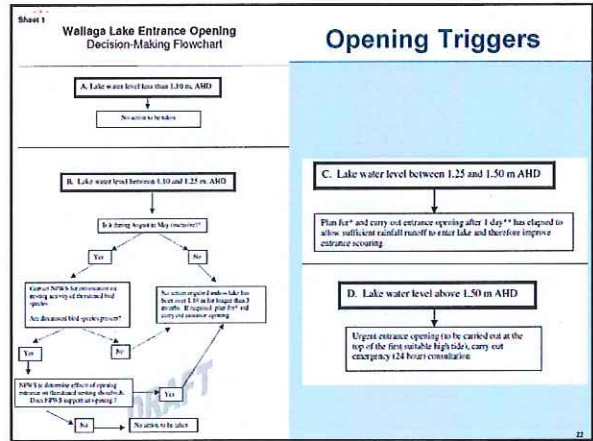 Sheet 1
Wallaga Lake Entrance Opening
Decision-Making Flowchart
A. Lake water level less than 1.10 m, AHD
No action to be taken
B. Lake water level between 1.10 and 1.25 m AHD
Is it during August to May (inclusive)?
Yes
No
Contact NPWS for information on
nesting activity of threatened bird
species
Are threatened bird species present?
No action required unless lake has
been over 1.10 m for longer than 3
months. If required, plan for* and
carry out entrance opening
Yes
No
NPWS to determine effects of opening
entrance on threatened nesting shorebirds.
Does NPWS support an opening?
Yes
No
No action to be taken
DRAFT
Opening Triggers
C. Lake water level between 1.25 and 1.50 m AHD
Plan for* and carry out entrance opening after 1 day** has elapsed to
allow sufficient rainfall runoff to enter lake and therefore improve
entrance scouring.
D. Lake water level above 1.50 m AHD
Urgent entrance opening (to be carried out at the
top of the first suitable high tide), carry out
emergency (24 hour) consultation
22